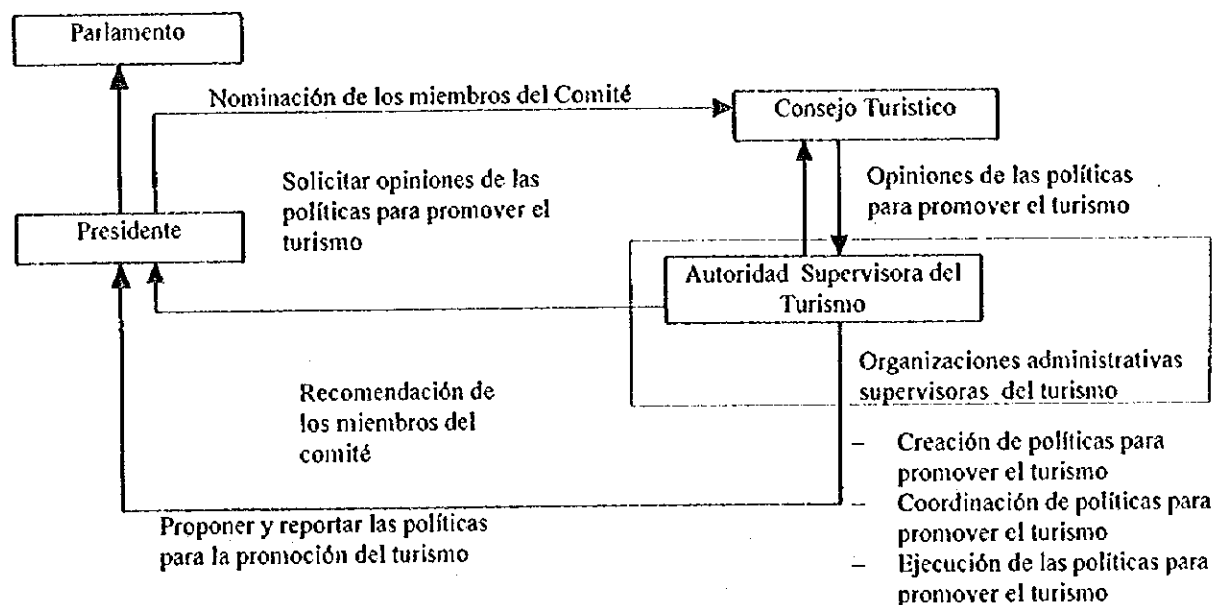 Parlamento
Nominación de los miembros del Comité
Consejo Turistico
Solicitar opiniones de las
políticas para promover el
turismo
Opiniones de las políticas
para promover el turismo
Presidente
Autoridad Supervisora del
Turismo
Organizaciones administrativas
supervisoras del turismo
Recomendación de
los miembros del
comité
Proponer y reportar las políticas
para la promoción del turismo
– Creación de políticas para
promover el turismo
– Coordinación de políticas para
promover el turismo
– Ejecución de las políticas para
promover el turismo